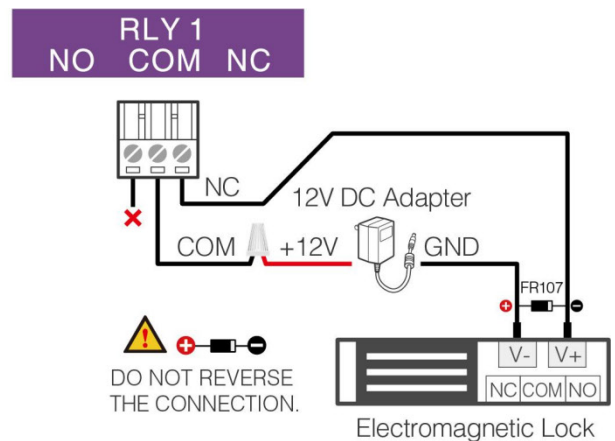 RLY 1
NO COM NC
NC
12V DC Adapter
COM
+12V
GND
FR107
V- V+
NC COM NO
DO NOT REVERSE
THE CONNECTION.
Electromagnetic Lock